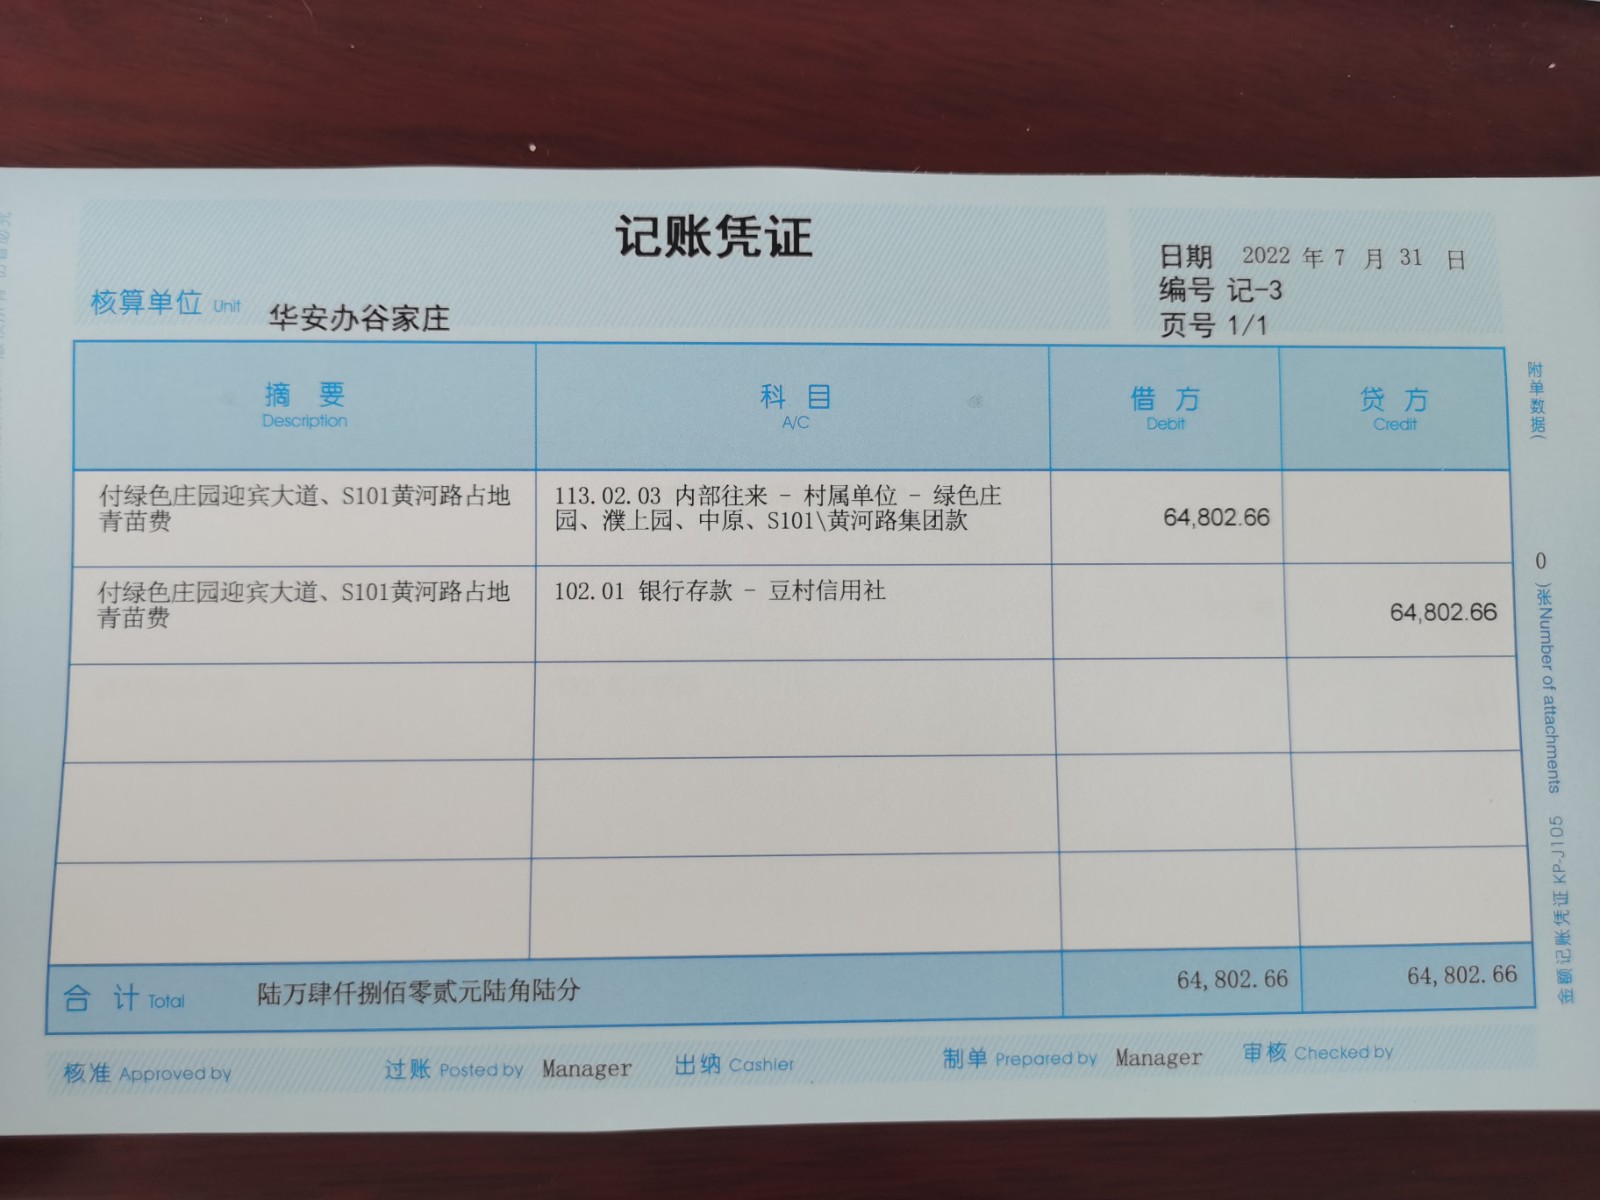 记账凭证
日期 2022 年 7 月 31 日
编号 记-3
页号 1/1
核算单位 Unit 华安办谷家庄
摘 要 科 目 借 方 贷 方
Description A/C Debit Credit
付绿色庄园迎宾大道、S101黄河路占地
青苗费
113.02.03 内部往来 - 村属单位 - 绿色庄
园、濮上园、中原、S101\黄河路集团款
64,802.66
付绿色庄园迎宾大道、S101黄河路占地
青苗费
102.01 银行存款 - 豆村信用社
64,802.66
合 计 Total 陆万肆仟捌佰零贰元陆角陆分 64,802.66 64,802.66
核准 Approved by 过账 Posted by Manager 出纳 Cashier 制单 Prepared by Manager 审核 Checked by
附单数据( 0 )张Number of attachments
金额记账凭证 KP-J105